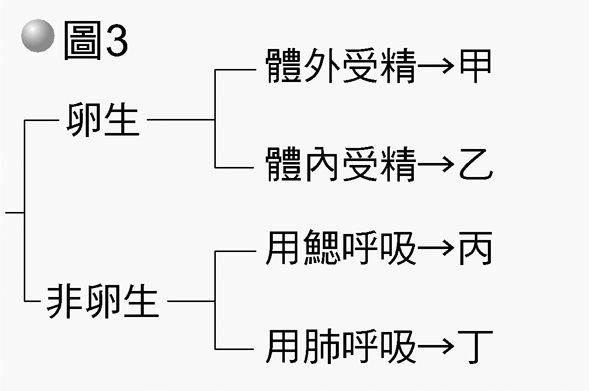 圖3
體外受精→甲
卵生
體內受精→乙
用鰓呼吸→丙
非卵生
用肺呼吸→丁